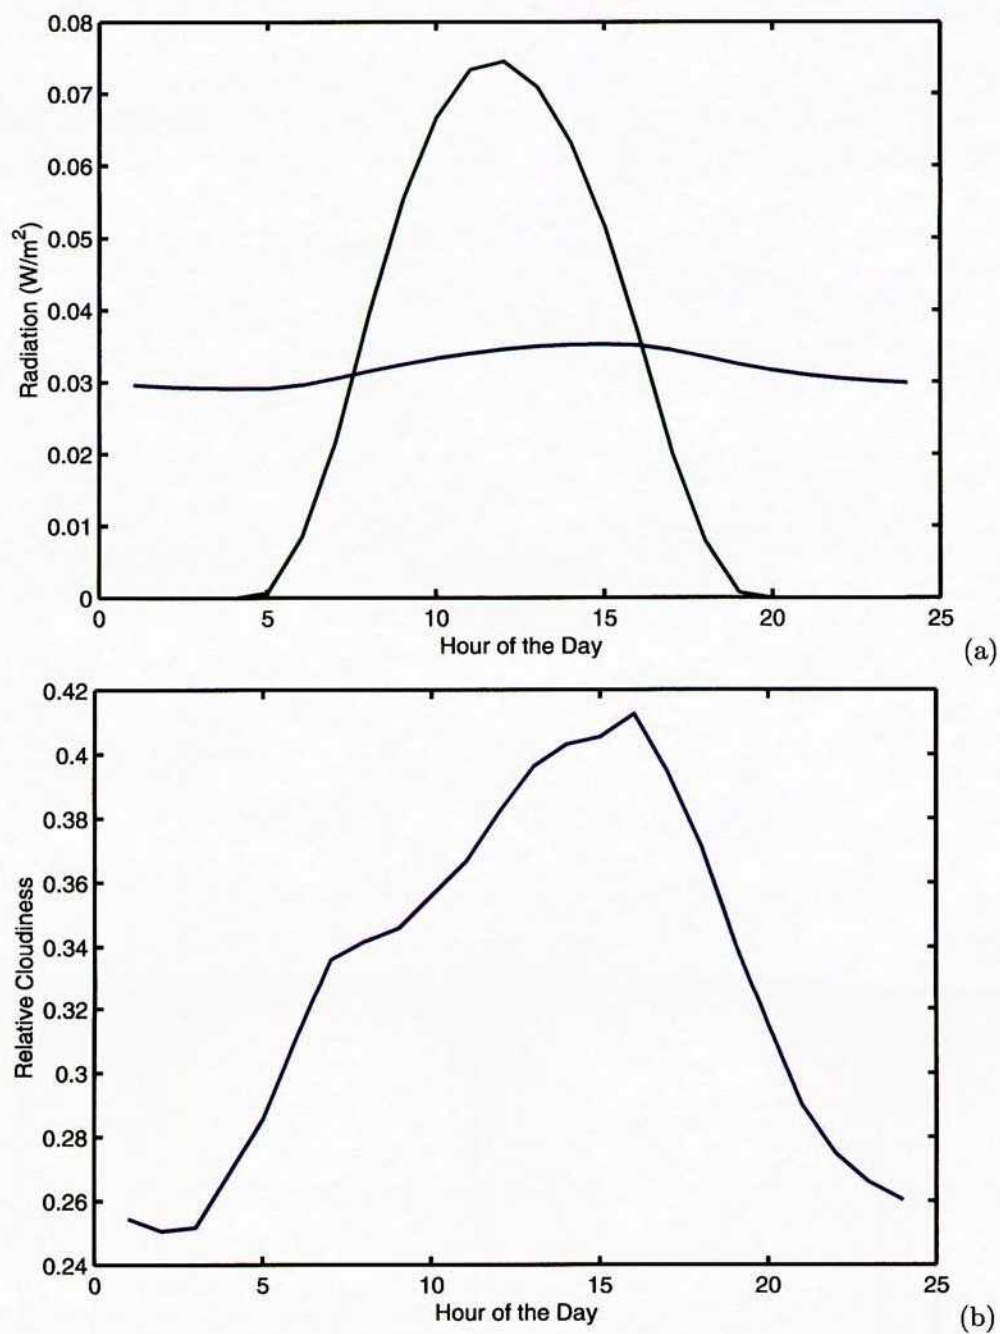 0.08
0.07
0.06
0.05
0.04
0.03
0.02
0.01
0
Radiation (W/m²)
0 5 10 15 20 25
Hour of the Day
(a)
0.42
0.4
0.38
0.36
0.34
0.32
0.3
0.28
0.26
0.24
Relative Cloudiness
0 5 10 15 20 25
Hour of the Day
(b)